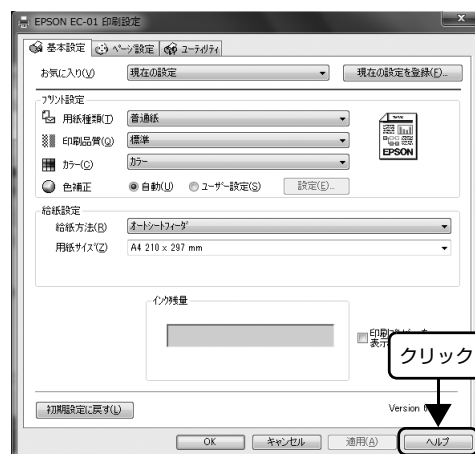 EPSON EC-01 印刷設定
基本設定 ページ設定 ユーティリティ
お気に入り(V) 現在の設定 現在の設定を登録(F)...
プリント設定
用紙種類(T) 普通紙
印刷品質(Q) 標準
カラー(C) カラー
色補正 自動(U) ユーザー設定(S) 設定(E)...
EPSON
給紙設定
給紙方法(R) オートシートフィーダ
用紙サイズ(Z) A4 210 x 297 mm
インク残量
クリック
初期設定に戻す(L) Version
OK キャンセル 適用(A) ヘルプ